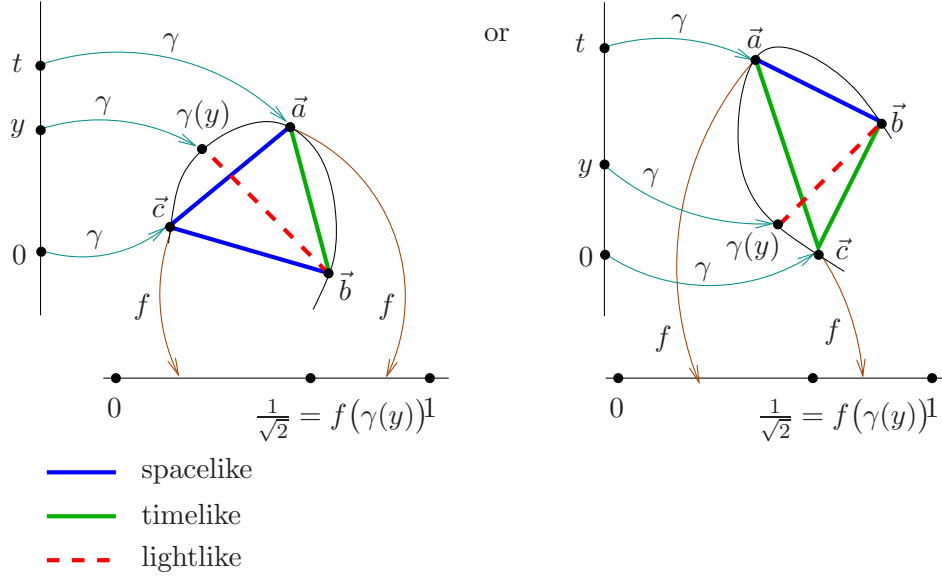 γ
or
γ
t
y
0
γ
γ(y)
a⃗
c⃗
γ
b⃗
f
f
0
1/√2 = f(γ(y))
1
t
a⃗
b⃗
y
γ
γ(y)
c⃗
0
γ
f
f
0
1/√2 = f(γ(y))
1
spacelike
timelike
lightlike